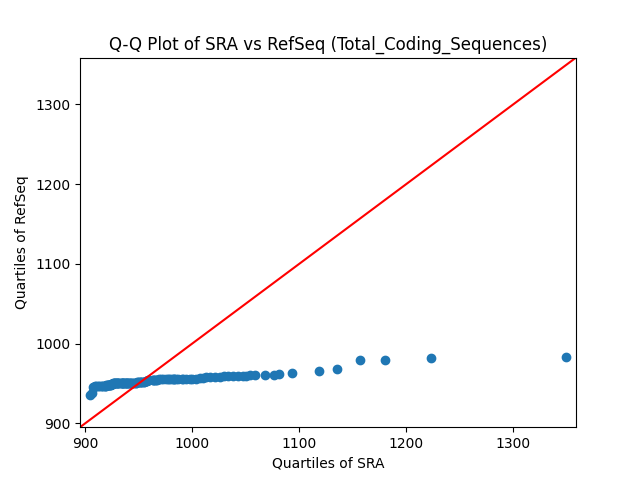 Q-Q Plot of SRA vs RefSeq (Total_Coding_Sequences)
Quartiles of RefSeq
1300
1200
1100
1000
900
900 1000 1100 1200 1300
Quartiles of SRA